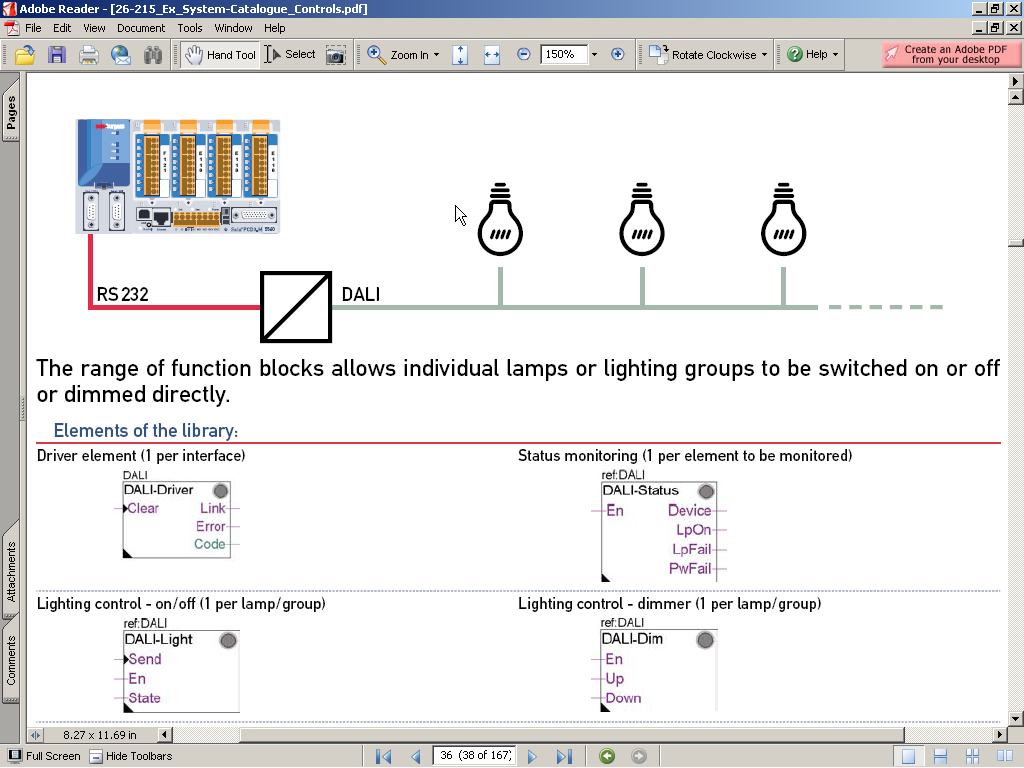 Adobe Reader - [26-215_Ex_System-Catalogue_Controls.pdf]
File Edit View Document Tools Window Help
Hand Tool Select Zoom In 150% Rotate Clockwise Help Create an Adobe PDF from your desktop
Pages
Attachments
Comments
RS 232
DALI
The range of function blocks allows individual lamps or lighting groups to be switched on or off
or dimmed directly.
Elements of the library:
Driver element (1 per interface)
DALI
DALI-Driver
Clear Link
Error
Code
Status monitoring (1 per element to be monitored)
ref:DALI
DALI-Status
En Device
LpOn
LpFail
PwFail
Lighting control - on/off (1 per lamp/group)
ref:DALI
DALI-Light
Send
En
State
Lighting control - dimmer (1 per lamp/group)
ref:DALI
DALI-Dim
En
Up
Down
8.27 x 11.69 in
Full Screen Hide Toolbars 36 (38 of 167)